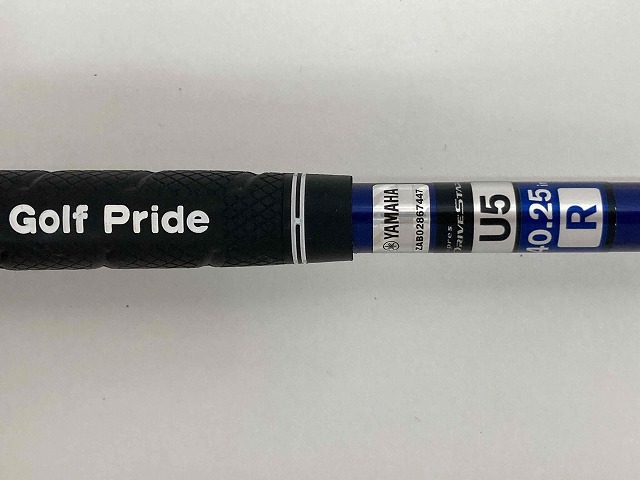 Golf Pride
YAMAHA
ZAB02867447
U5
40.25
R